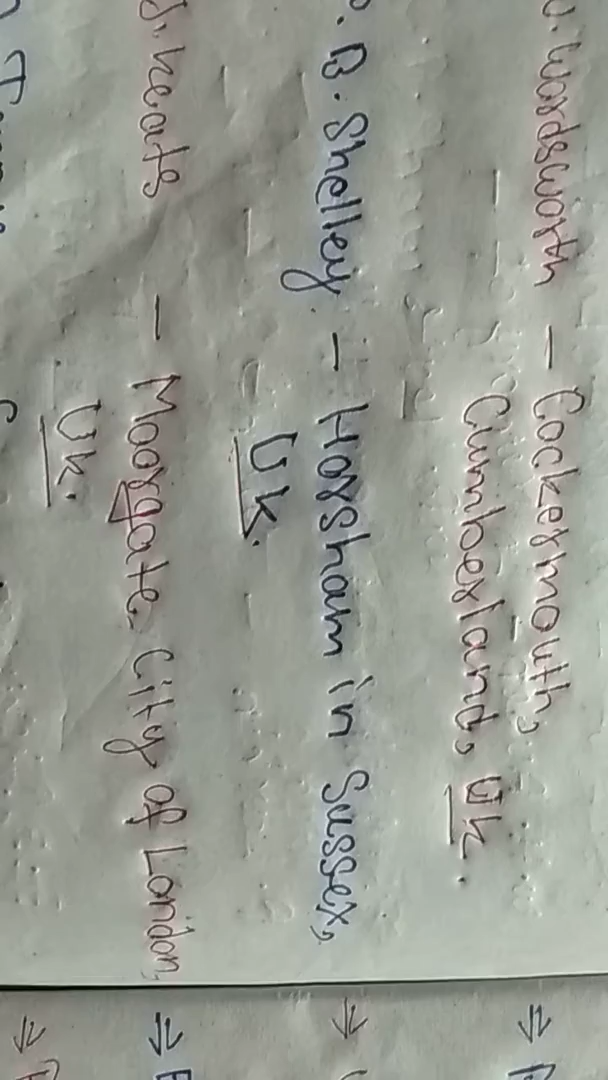 W. Wordsworth – Cockermouth,
Cumberland, UK.
P. B. Shelley – Horsham in Sussex,
UK.
J. Keats – Moorgate, City of London,
UK.